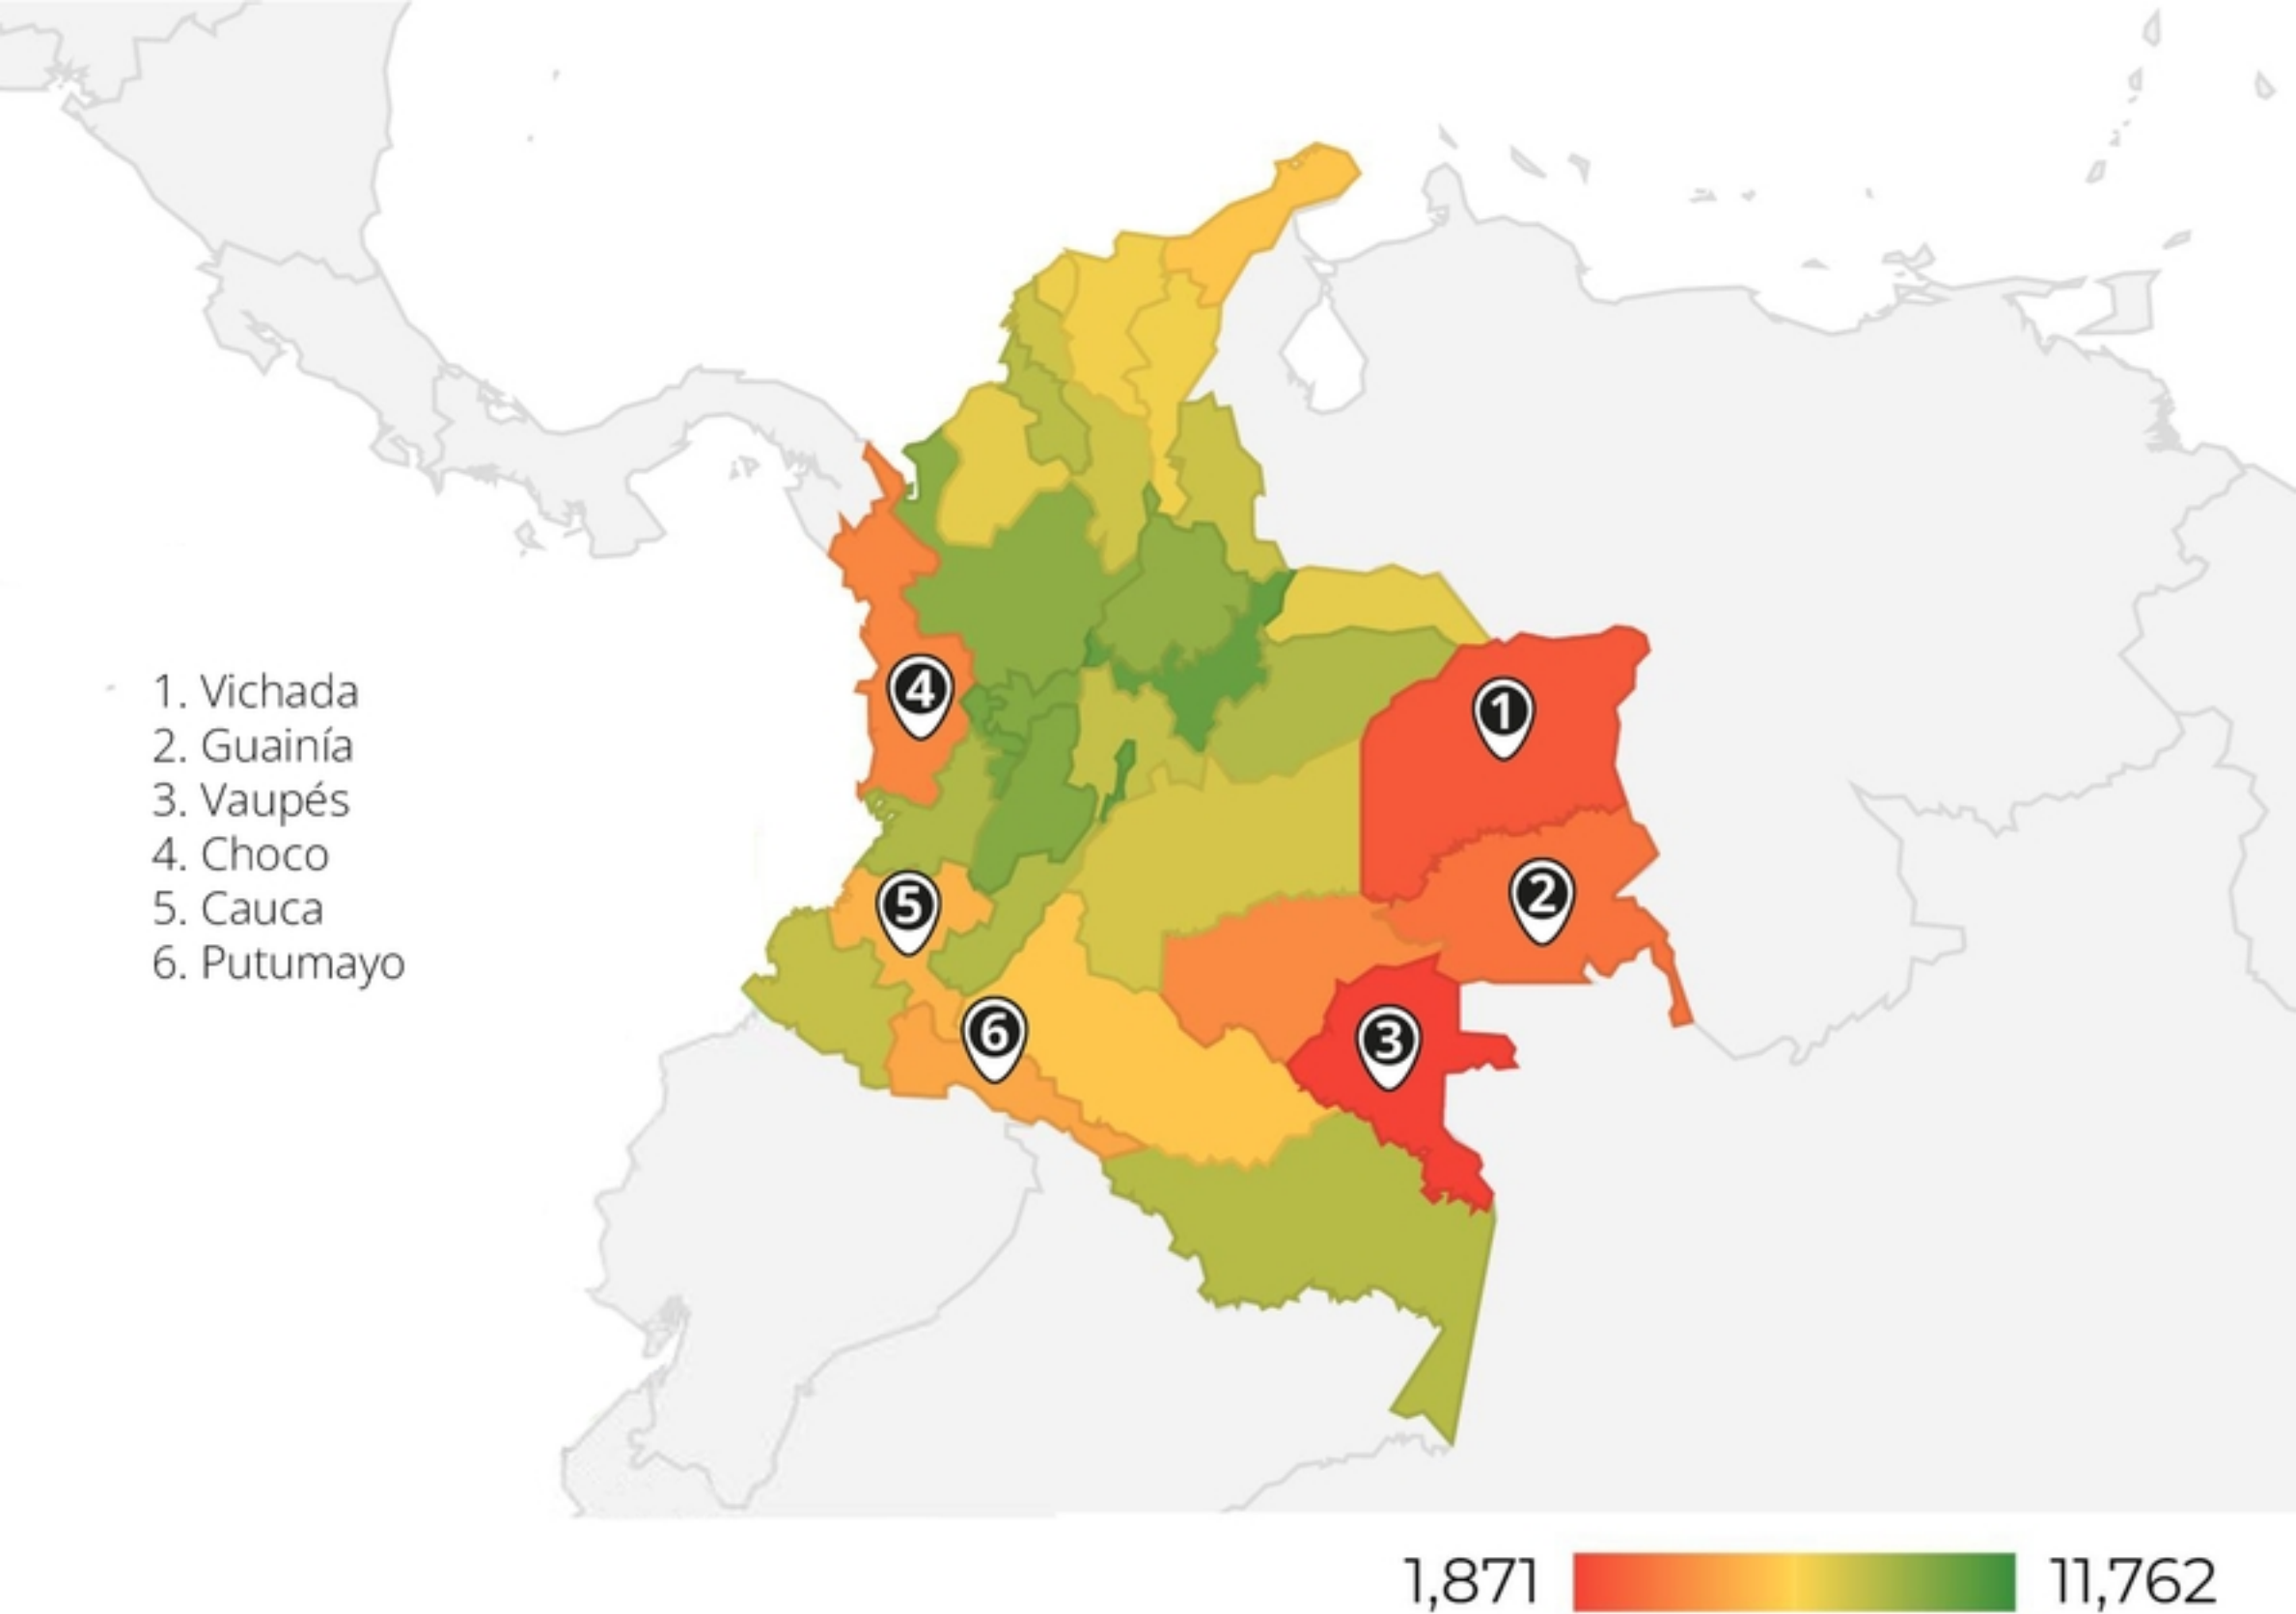 4
1
1. Vichada
2. Guainía
3. Vaupés
4. Choco
5. Cauca
6. Putumayo
5
2
6
3
1,871
11,762